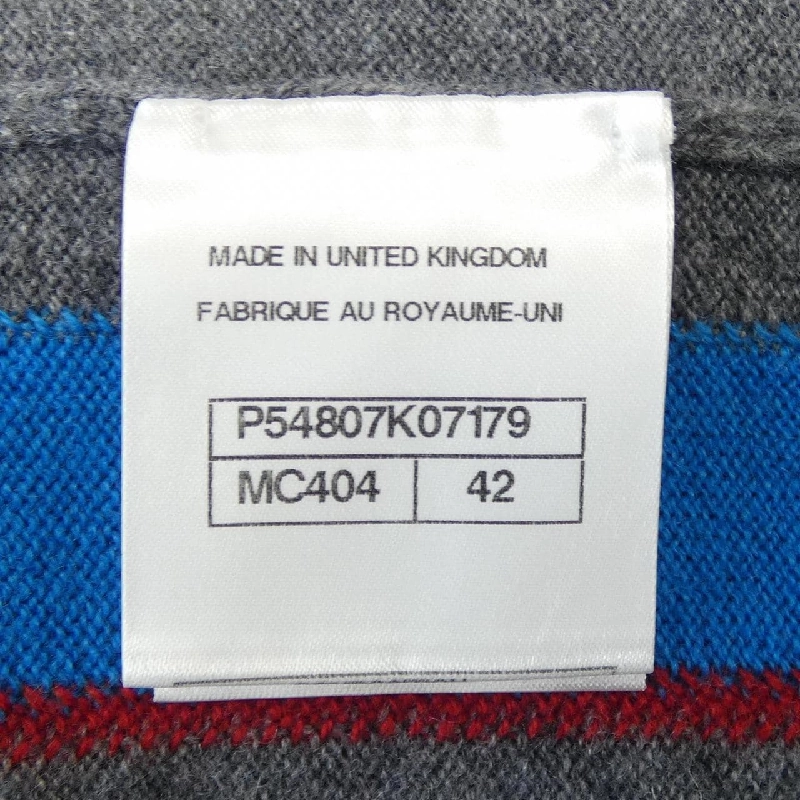 MADE IN UNITED KINGDOM
FABRIQUE AU ROYAUME-UNI
P54807K07179
MC404 42